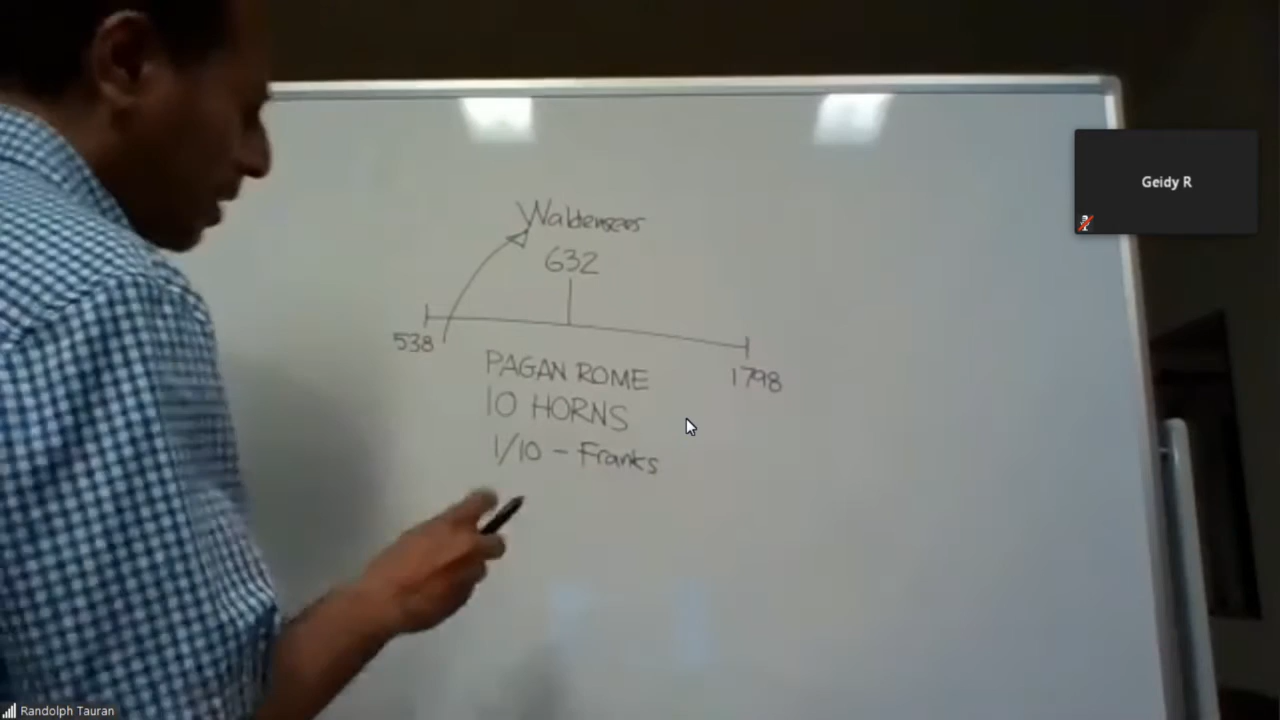 Geidy R
Waldenses
632
538
1798
PAGAN ROME
10 HORNS
1/10 - Franks
Randolph Tauran